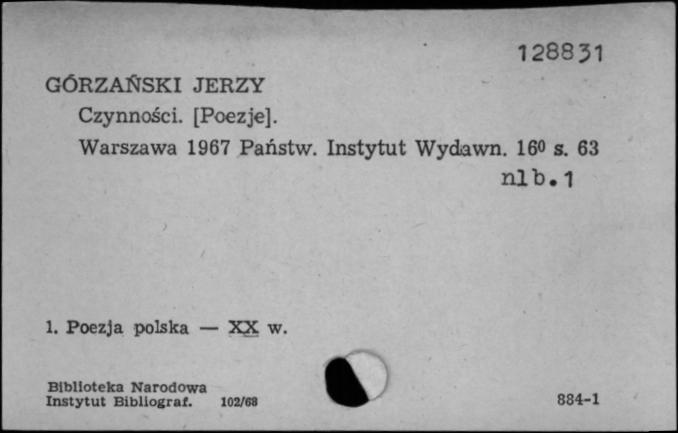 128831
GÓRZAŃSKI JERZY
Czynności. [Poezje].
Warszawa 1967 Państw. Instytut Wydawn. 16⁰ s. 63
nlb.1
1. Poezja polska — XX w.
Biblioteka Narodowa
Instytut Bibliograf. 102/68
884-1